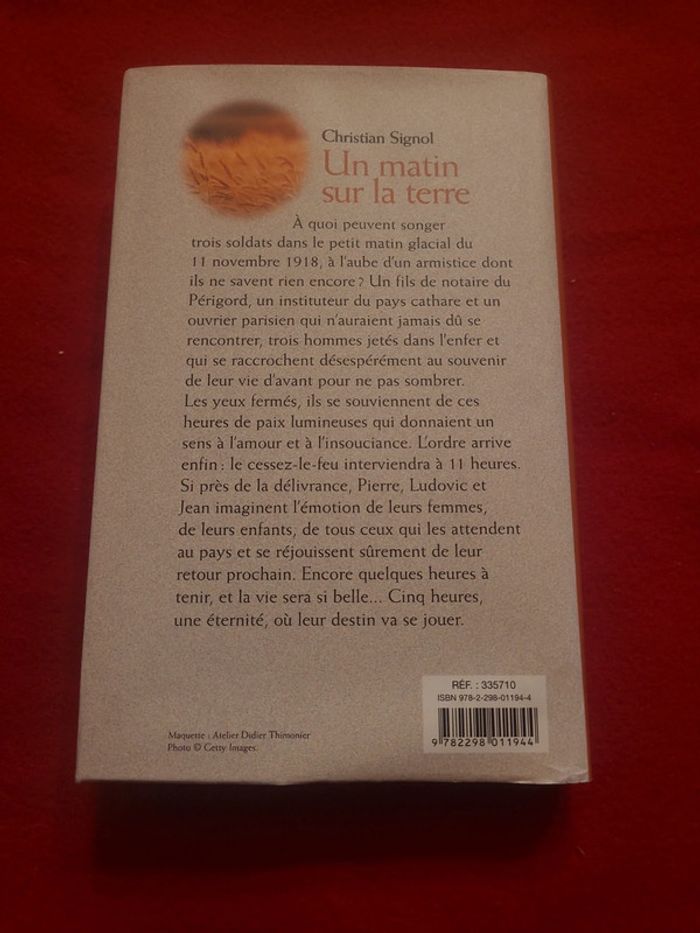 Christian Signol
Un matin
sur la terre
À quoi peuvent songer
trois soldats dans le petit matin glacial du
11 novembre 1918, à l'aube d'un armistice dont
ils ne savent rien encore ? Un fils de notaire du
Périgord, un instituteur du pays cathare et un
ouvrier parisien qui n'auraient jamais dû se
rencontrer, trois hommes jetés dans l'enfer et
qui se raccrochent désespérément au souvenir
de leur vie d'avant pour ne pas sombrer.
Les yeux fermés, ils se souviennent de ces
heures de paix lumineuses qui donnaient un
sens à l'amour et à l'insouciance. L'ordre arrive
enfin : le cessez-le-feu interviendra à 11 heures.
Si près de la délivrance, Pierre, Ludovic et
Jean imaginent l'émotion de leurs femmes,
de leurs enfants, de tous ceux qui les attendent
au pays et se réjouissent sûrement de leur
retour prochain. Encore quelques heures à
tenir, et la vie sera si belle... Cinq heures,
une éternité, où leur destin va se jouer.
RÉF. : 335710
ISBN 978-2-298-01194-4
9 782298 011944
Maquette : Atelier Didier Thimonier
Photo © Getty Images.